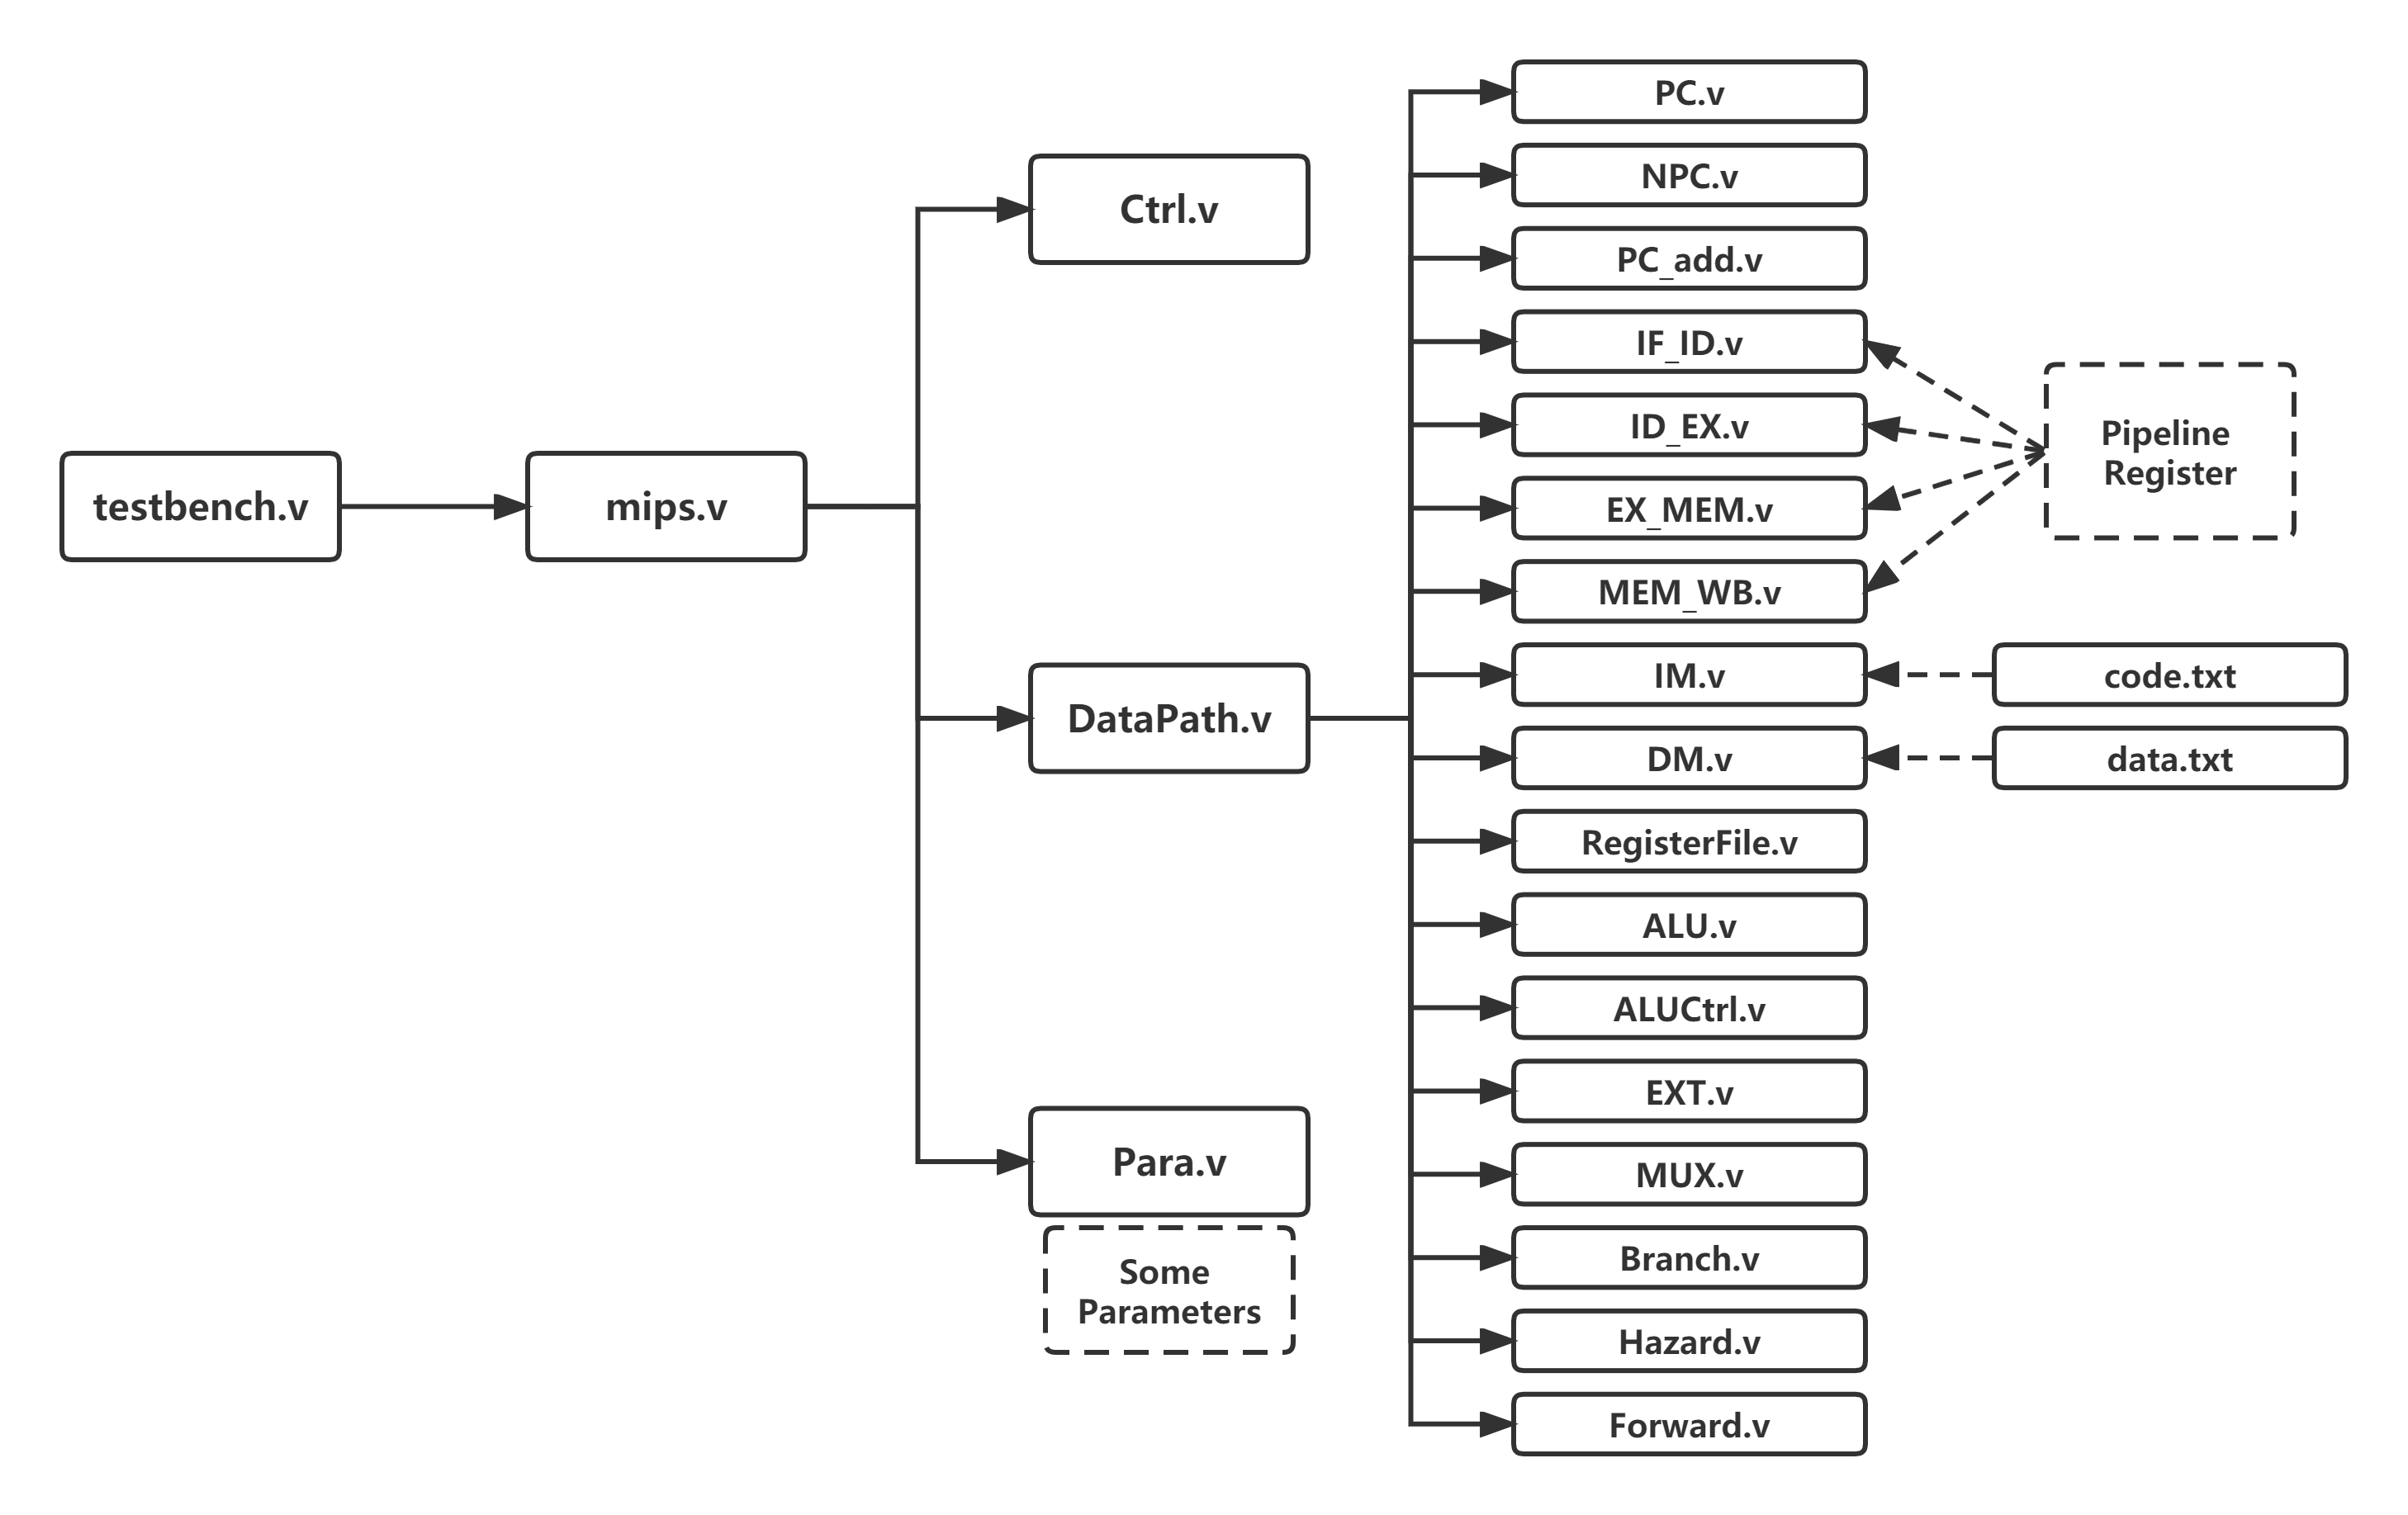 testbench.v
mips.v
Ctrl.v
DataPath.v
Para.v
Some
Parameters
PC.v
NPC.v
PC_add.v
IF_ID.v
ID_EX.v
EX_MEM.v
MEM_WB.v
IM.v
DM.v
RegisterFile.v
ALU.v
ALUCtrl.v
EXT.v
MUX.v
Branch.v
Hazard.v
Forward.v
Pipeline
Register
code.txt
data.txt